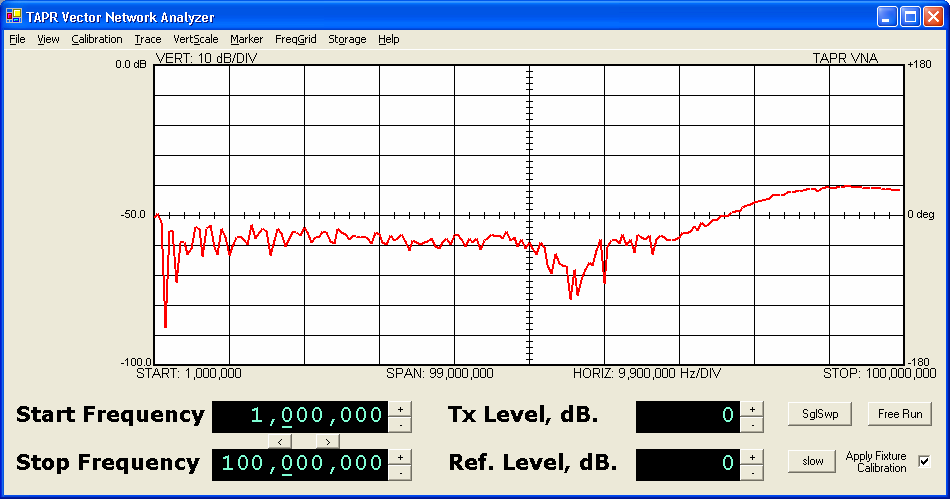 TAPR Vector Network Analyzer
File View Calibration Trace VertScale Marker FreqGrid Storage Help
0.0 dB VERT: 10 dB/DIV TAPR VNA +180
-50.0 0 deg
-100.0 -180
START: 1,000,000 SPAN: 99,000,000 HORIZ: 9,900,000 Hz/DIV STOP: 100,000,000
Start Frequency 1,000,000 + - Tx Level, dB. 0 + - SglSwp Free Run
< >
Stop Frequency 100,000,000 + - Ref. Level, dB. 0 + - slow Apply Fixture
Calibration